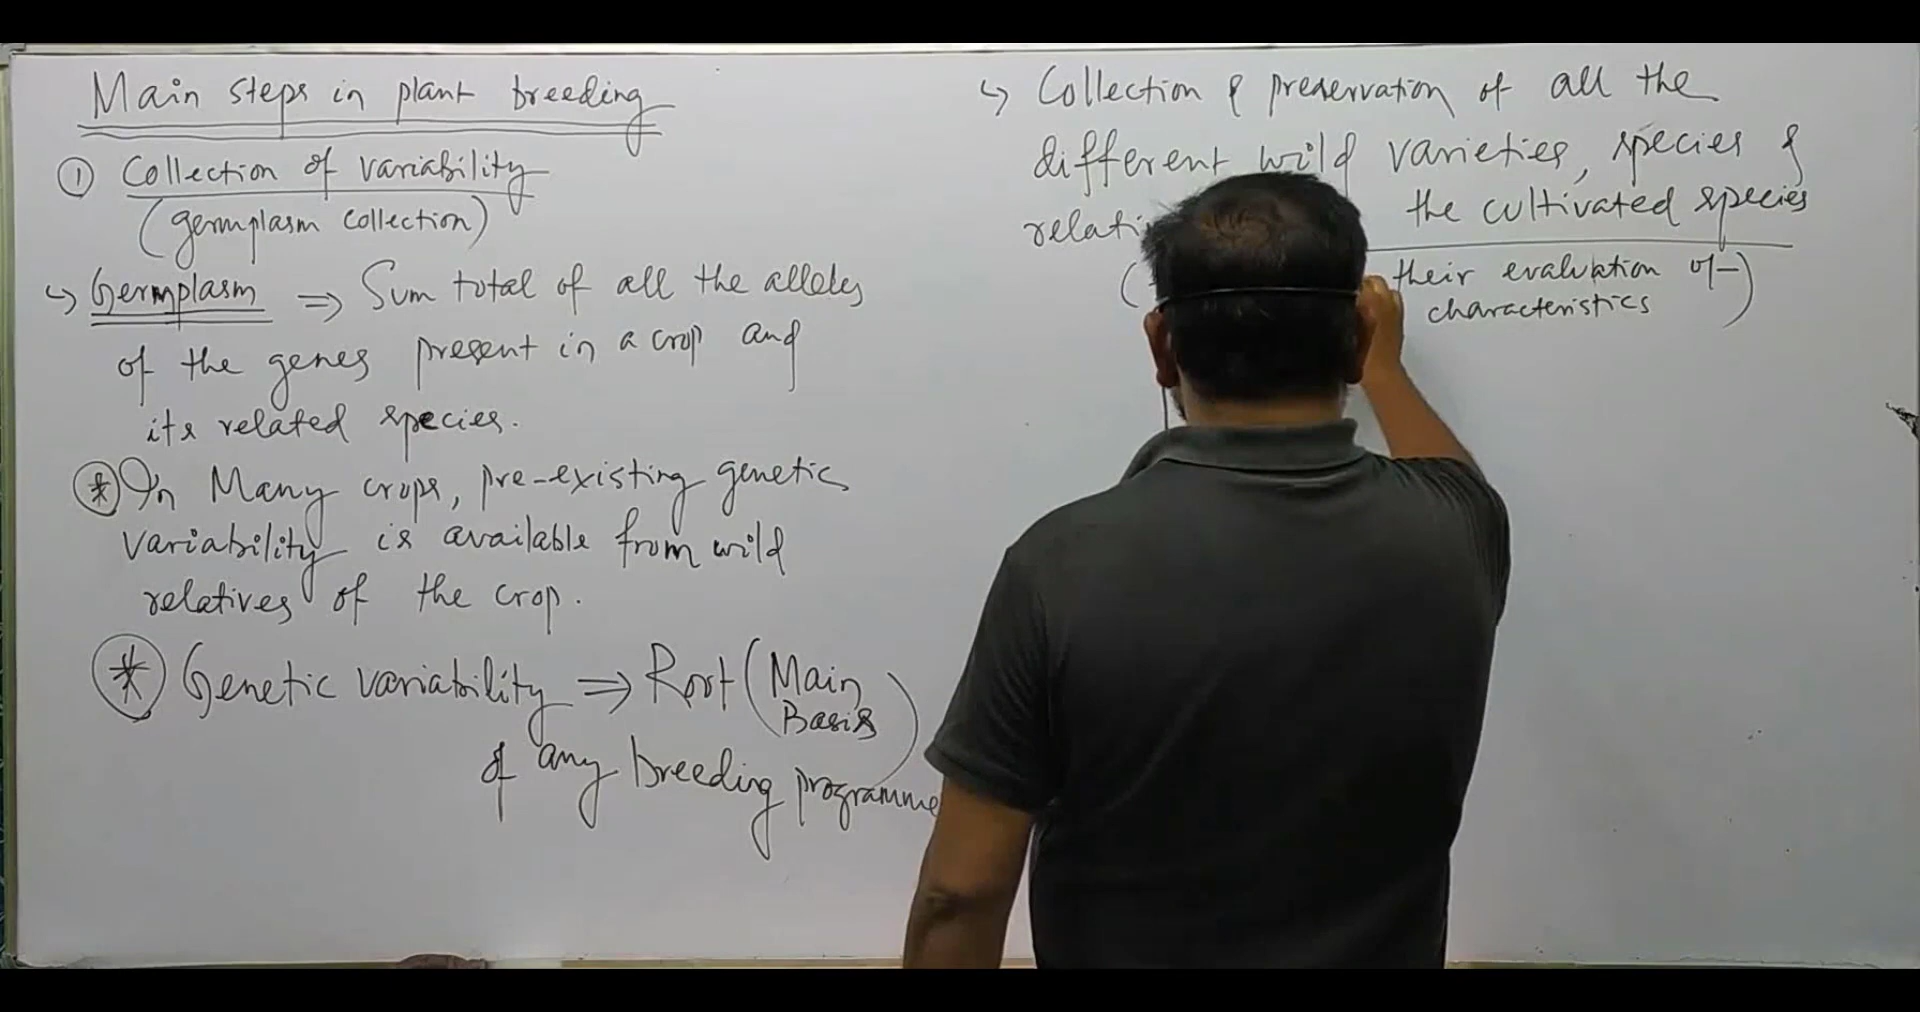 Main steps in plant breeding
① Collection of variability
(germplasm collection)
↳ Germplasm ⇒ Sum total of all the alleles
of the genes present in a crop and
its related species.
* In Many crops, pre-existing genetic
variability is available from wild
relatives of the crop.
* Genetic variability ⇒ Root (Main
Basis)
of any breeding programme
↳ Collection & preservation of all the
different wild varieties, species &
the cultivated species
( their evaluation of
characteristics )